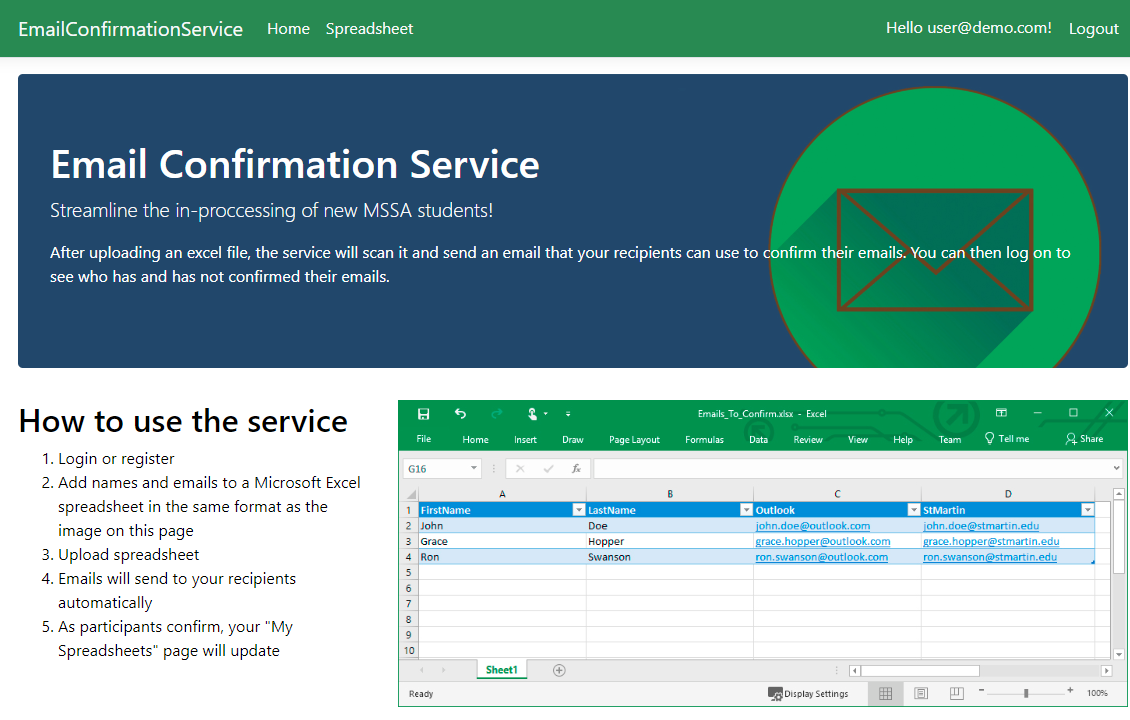 EmailConfirmationService Home Spreadsheet Hello user@demo.com! Logout
Email Confirmation Service
Streamline the in-proccessing of new MSSA students!
After uploading an excel file, the service will scan it and send an email that your recipients can use to confirm their emails. You can then log on to
see who has and has not confirmed their emails.
How to use the service
1. Login or register
2. Add names and emails to a Microsoft Excel
spreadsheet in the same format as the
image on this page
3. Upload spreadsheet
4. Emails will send to your recipients
automatically
5. As participants confirm, your "My
Spreadsheets" page will update
Emails_To_Confirm.xlsx - Excel
File Home Insert Draw Page Layout Formulas Data Review View Help Team Tell me Share
G16 fx
A B C D
1 FirstName LastName Outlook StMartin
2 John Doe john.doe@outlook.com john.doe@stmartin.edu
3 Grace Hopper grace.hopper@outlook.com grace.hopper@stmartin.edu
4 Ron Swanson ron.swanson@outlook.com ron.swanson@stmartin.edu
5
6
7
8
9
10
Sheet1
Ready Display Settings 100%